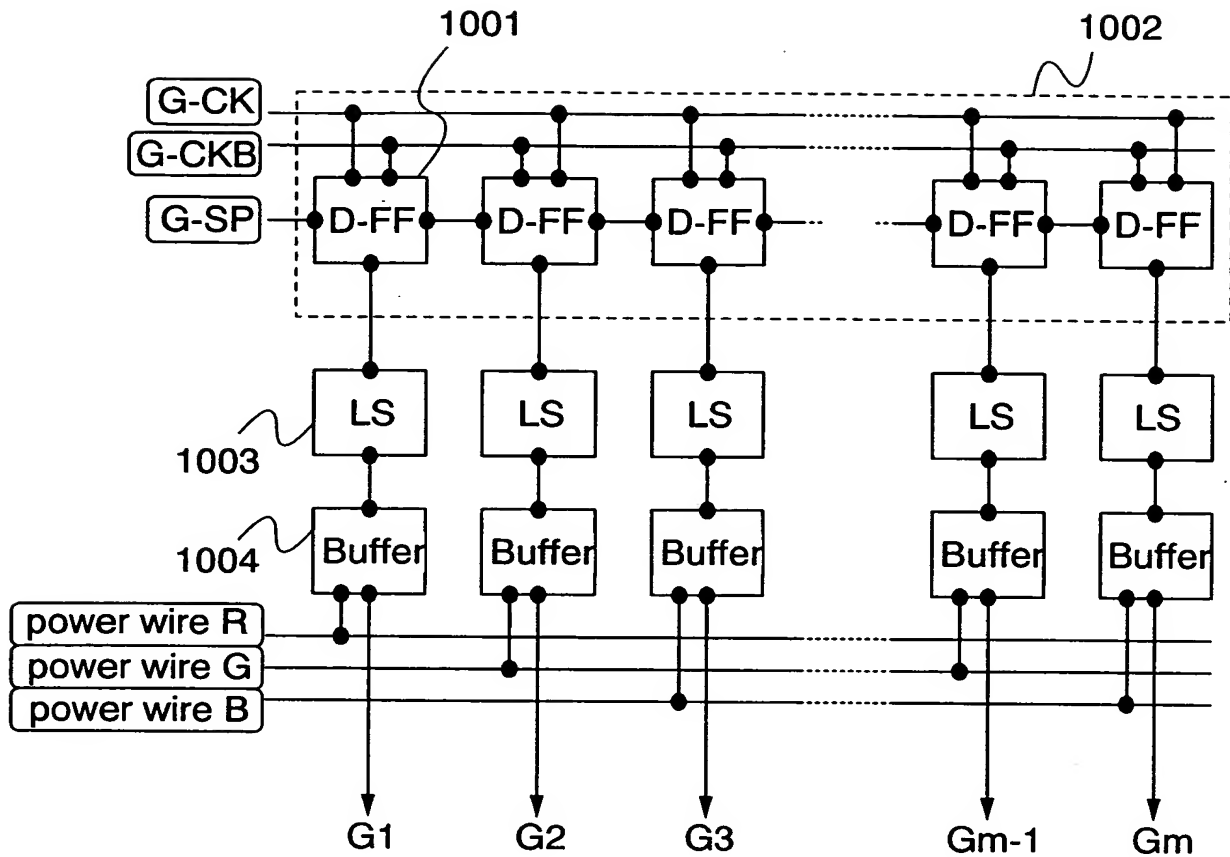 1001
1002
G-CK
G-CKB
G-SP
D-FF D-FF D-FF D-FF D-FF
LS LS LS LS LS
1003
Buffer Buffer Buffer Buffer Buffer
1004
power wire R
power wire G
power wire B
G1 G2 G3 Gm-1 Gm